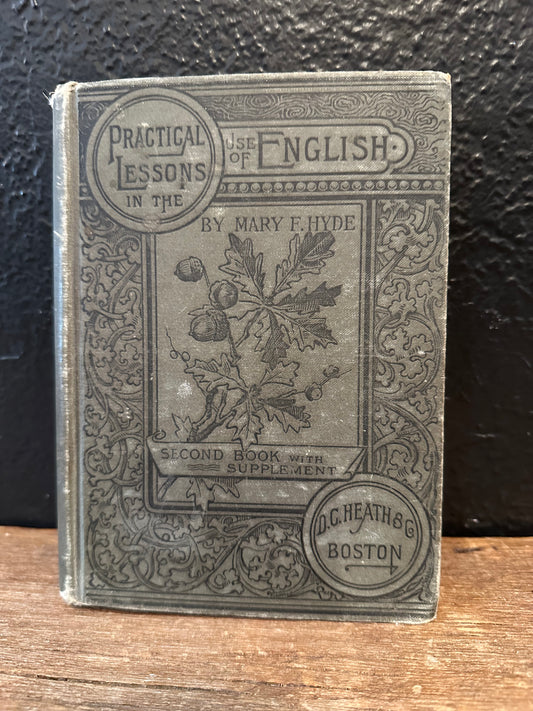 PRACTICAL
LESSONS
IN THE
USE
OF ENGLISH
BY MARY F. HYDE
SECOND BOOK WITH
SUPPLEMENT
D.C. HEATH & Co
BOSTON